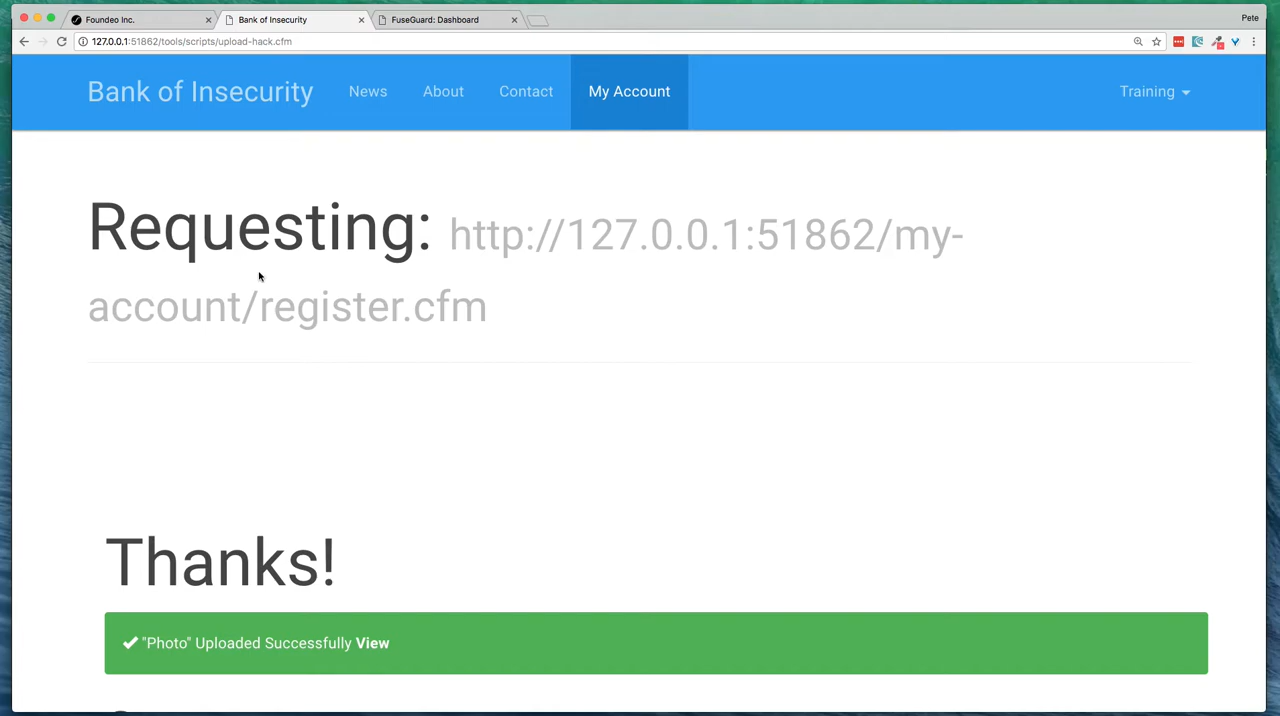 Founder Inc.
Bank of Insecurity
FuseGuard: Dashboard
Pete
127.0.0.1:51862/tools/scripts/upload-hack.cfm
Bank of Insecurity News About Contact My Account Training
Requesting: http://127.0.0.1:51862/my-
account/register.cfm
Thanks!
"Photo" Uploaded Successfully View